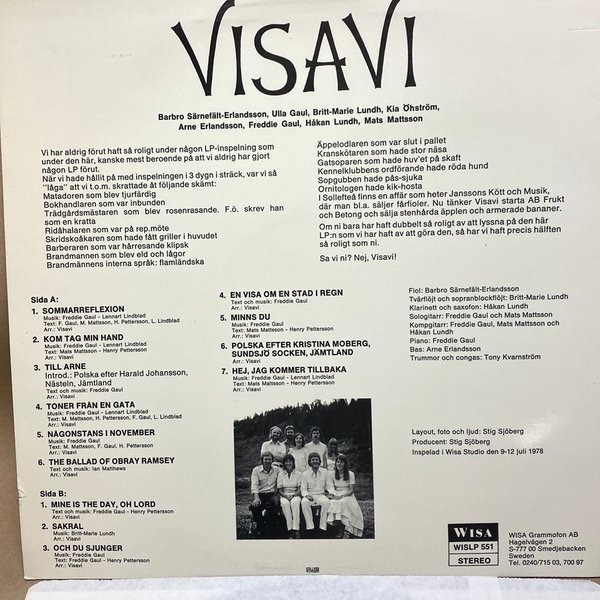 VISAVI
Barbro Särnefält-Erlandsson, Ulla Gaul, Britt-Marie Lundh, Kia Öhström,
Arne Erlandsson, Freddie Gaul, Håkan Lundh, Mats Mattsson
Vi har aldrig förut haft så roligt under någon LP-inspelning som
under den här, kanske mest beroende på att vi aldrig har gjort
någon LP förut.
När vi hade hållit på med inspelningen i 3 dygn i sträck, var vi så
"låga" att vi t.o.m. skrattade åt följande skämt:
Matadoren som blev tjurfärdig
Bokhandlaren som var inbunden
Trädgårdsmästaren som blev rosenrasande. F.ö. skrev han
som en kratta
Ridåhalaren som var på rep.möte
Skridskoåkaren som hade fått griller i huvudet
Barberaren som var hårresande klipsk
Brandmannen som blev eld och lågor
Brandmännens interna språk: flamländska
Äppelodlaren som var slut i pallet
Kranskötaren som hade stor näsa
Gatsoparen som hade huv'et på skaft
Kennelklubbens ordförande hade röda hund
Sopgubben hade pås-sjuka
Ornitologen hade kik-hosta
I Sollefteå finns en affär som heter Janssons Kött och Musik,
där man bl.a. säljer färfioler. Nu tänker Visavi starta AB Frukt
och Betong och sälja stenhårda äpplen och armerade bananer.
Om ni bara har haft dubbelt så roligt av att lyssna på den här
LP:n som vi har haft av att göra den, så har vi haft precis hälften
så roligt som ni.
Sa vi ni? Nej, Visavi!
Sida A:
1. SOMMARREFLEXION
Musik: Freddie Gaul - Lennart Lindblad
Text: F. Gaul, M. Mattsson, H. Pettersson, L. Lindblad
Arr.: Visavi
2. KOM TAG MIN HAND
Musik: Freddie Gaul - Lennart Lindblad
Text: Mats Mattsson - Henry Pettersson
Arr.: Visavi
3. TILL ARNE
Introd.: Polska efter Harald Johansson,
Nästeln, Jämtland
Text och musik: Freddie Gaul
Arr.: Visavi
4. TONER FRÅN EN GATA
Musik: Freddie Gaul - Lennart Lindblad
Text: M. Mattsson, H. Pettersson, F. Gaul, L. Lindblad
Arr.: Visavi
5. NÅGONSTANS I NOVEMBER
Musik: Freddie Gaul
Text: M. Mattsson, F. Gaul, H. Pettersson
Arr.: Visavi
6. THE BALLAD OF OBRAY RAMSEY
Text och musik: Ian Matthews
Arr.: Visavi
Sida B:
1. MINE IS THE DAY, OH LORD
Text och musik: Freddie Gaul - Henry Pettersson
Arr.: Visavi
2. SAKRAL
Musik: Britt-Marie Lundh
Arr.: Visavi
3. OCH DU SJUNGER
Musik: Freddie Gaul
Text: Freddie Gaul - Henry Pettersson
Arr.: Visavi
4. EN VISA OM EN STAD I REGN
Text och musik: Freddie Gaul
Arr.: Visavi
5. MINNS DU
Musik: Freddie Gaul
Text: Mats Mattsson - Henry Pettersson
Arr.: Visavi
6. POLSKA EFTER KRISTINA MOBERG,
SUNDSJÖ SOCKEN, JÄMTLAND
Arr.: Visavi
7. HEJ, JAG KOMMER TILLBAKA
Musik: Freddie Gaul
Text: Mats Mattsson - Henry Pettersson
Arr.: Visavi
Fiol: Barbro Särnefält-Erlandsson
Tvärflöjt och sopranblockflöjt: Britt-Marie Lundh
Klarinett och saxofon: Håkan Lundh
Sologitarr: Freddie Gaul och Mats Mattsson
Kompgitarr: Freddie Gaul, Mats Mattsson och
Håkan Lundh
Piano: Freddie Gaul
Bas: Arne Erlandsson
Trummor och congas: Tony Kvarnström
Layout, foto och ljud: Stig Sjöberg
Producent: Stig Sjöberg
Inspelad i Wisa Studio den 9-12 juli 1978
WISA
WISLP 551
STEREO
WISA Grammofon AB
Hagelvägen 2
S-777 00 Smedjebacken
Sweden
Tel. 0240/715 03, 700 97